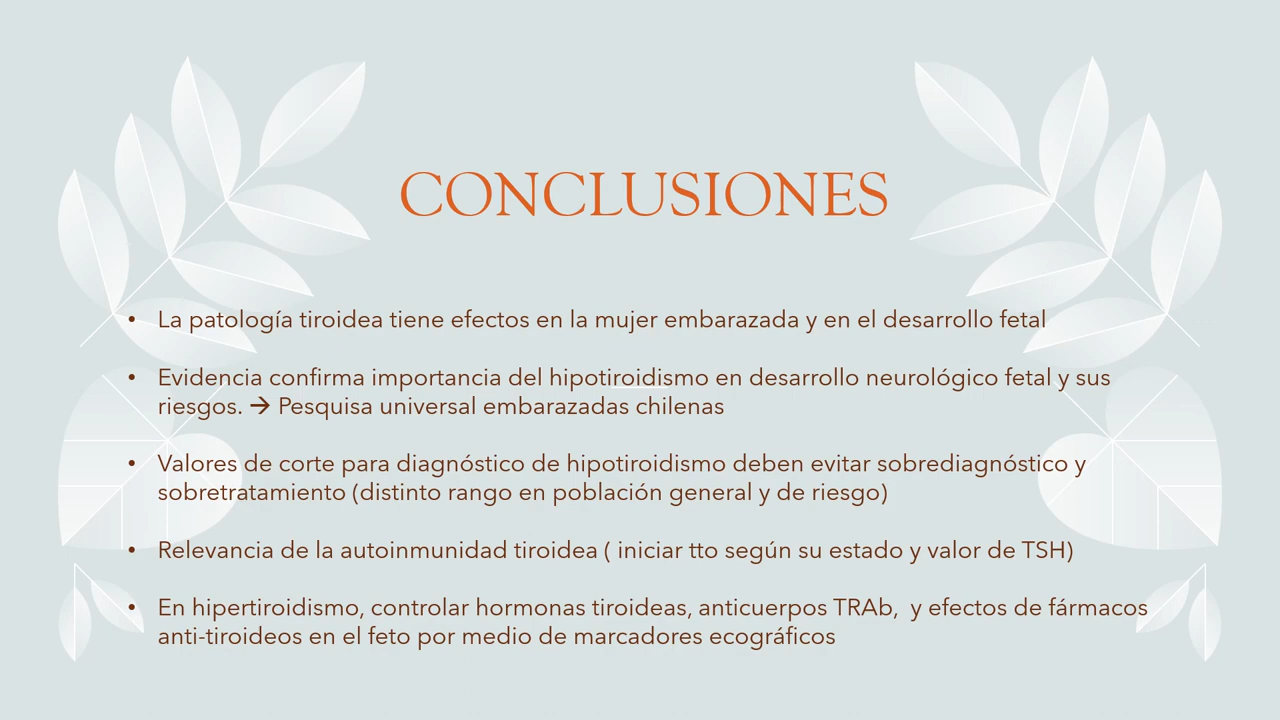 CONCLUSIONES
• La patología tiroidea tiene efectos en la mujer embarazada y en el desarrollo fetal
• Evidencia confirma importancia del hipotiroidismo en desarrollo neurológico fetal y sus
riesgos. → Pesquisa universal embarazadas chilenas
• Valores de corte para diagnóstico de hipotiroidismo deben evitar sobrediagnóstico y
sobretratamiento (distinto rango en población general y de riesgo)
• Relevancia de la autoinmunidad tiroidea ( iniciar tto según su estado y valor de TSH)
• En hipertiroidismo, controlar hormonas tiroideas, anticuerpos TRAb,  y efectos de fármacos
anti-tiroideos en el feto por medio de marcadores ecográficos